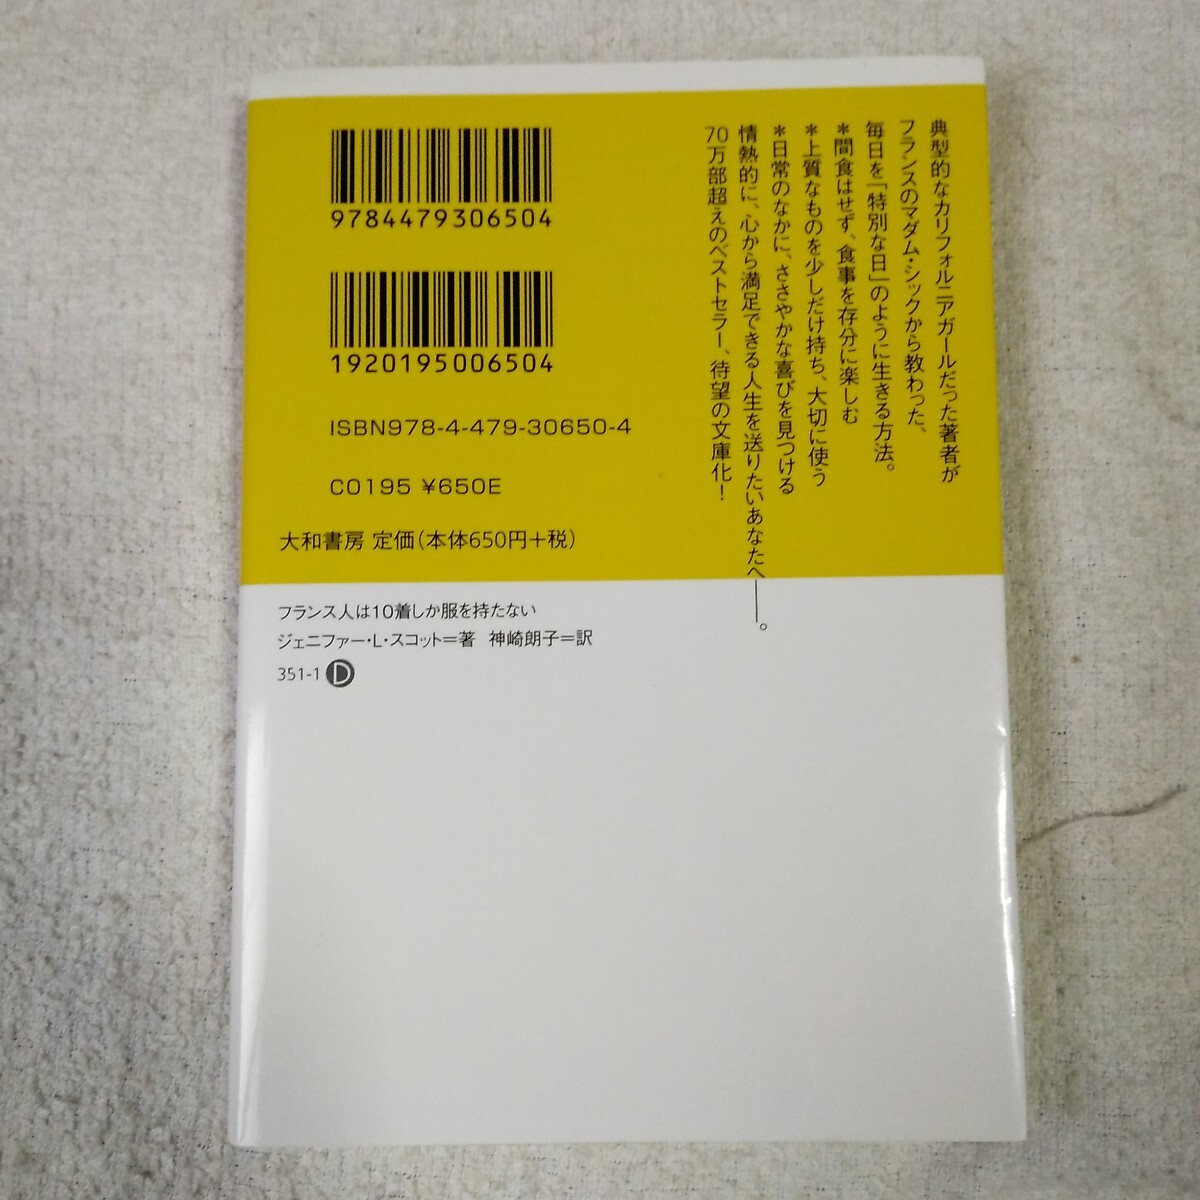 典型的なカリフォルニアガールだった著者が
フランスのマダム・シックから教わった、
毎日を「特別な日」のように生きる方法。
*間食はせず、食事を存分に楽しむ
*上質なものを少しだけ持ち、大切に使う
*日常のなかに、ささやかな喜びを見つける
情熱的に、心から満足できる人生を送りたいあなたへ——。
70万部超えのベストセラー、待望の文庫化!
9784479306504
1920195006504
ISBN978-4-479-30650-4
C0195 ¥650E
大和書房 定価(本体650円+税)
フランス人は10着しか服を持たない
ジェニファー・L・スコット=著 神崎朗子=訳
351-1 D